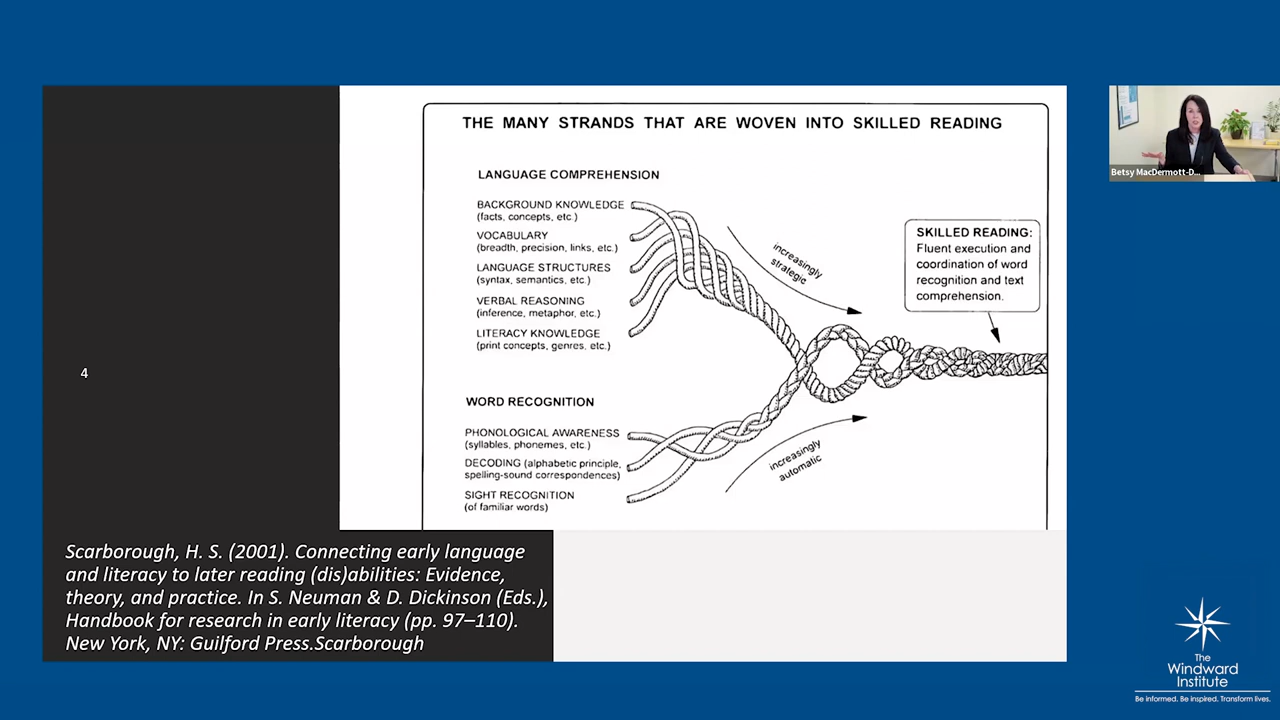 THE MANY STRANDS THAT ARE WOVEN INTO SKILLED READING
LANGUAGE COMPREHENSION
BACKGROUND KNOWLEDGE
(facts, concepts, etc.)
VOCABULARY
(breadth, precision, links, etc.)
LANGUAGE STRUCTURES
(syntax, semantics, etc.)
VERBAL REASONING
(inference, metaphor, etc.)
LITERACY KNOWLEDGE
(print concepts, genres, etc.)
increasingly
strategic
SKILLED READING:
Fluent execution and
coordination of word
recognition and text
comprehension.
WORD RECOGNITION
PHONOLOGICAL AWARENESS
(syllables, phonemes, etc.)
DECODING (alphabetic principle,
spelling-sound correspondences)
SIGHT RECOGNITION
(of familiar words)
increasingly
automatic
4
Scarborough, H. S. (2001). Connecting early language
and literacy to later reading (dis)abilities: Evidence,
theory, and practice. In S. Neuman & D. Dickinson (Eds.),
Handbook for research in early literacy (pp. 97–110).
New York, NY: Guilford Press.Scarborough
Betsy MacDermott-D...
The
Windward
Institute
Be informed. Be inspired. Transform lives.